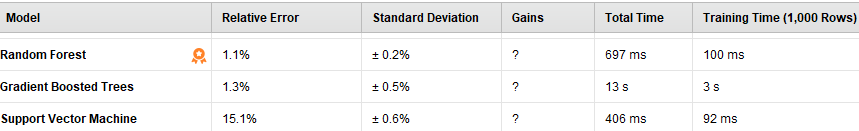 Model Relative Error Standard Deviation Gains Total Time Training Time (1,000 Rows)
Random Forest 1.1% ± 0.2% ? 697 ms 100 ms
Gradient Boosted Trees 1.3% ± 0.5% ? 13 s 3 s
Support Vector Machine 15.1% ± 0.6% ? 406 ms 92 ms